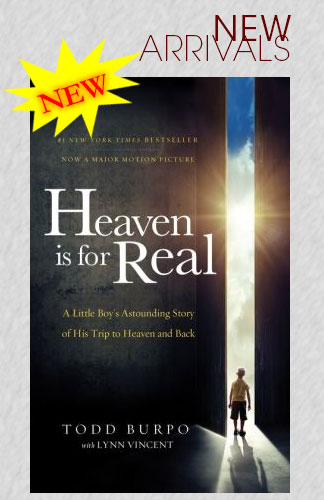 NEW
ARRIVALS
NEW
#1 NEW YORK TIMES BESTSELLER
NOW A MAJOR MOTION PICTURE
Heaven
is for Real
A Little Boy's Astounding Story
of His Trip to Heaven and Back
TODD BURPO
with LYNN VINCENT